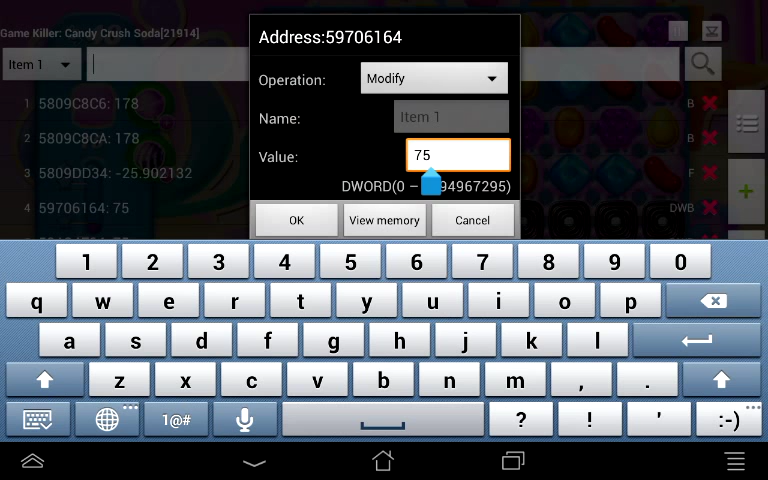 Address:59706164
Game Killer: Candy Crush Soda[21914]
Item 1
Operation: Modify
1 5809C8C6: 178 B
Name: Item 1
2 5809C8CA: 178 B
Value: 75
3 5809DD34: -25.902132 F
DWORD(0 – 94967295)
4 59706164: 75 DWB
OK View memory Cancel
1 2 3 4 5 6 7 8 9 0
q w e r t y u i o p
a s d f g h j k l
z x c v b n m , .
1@# ? ! ' :-)